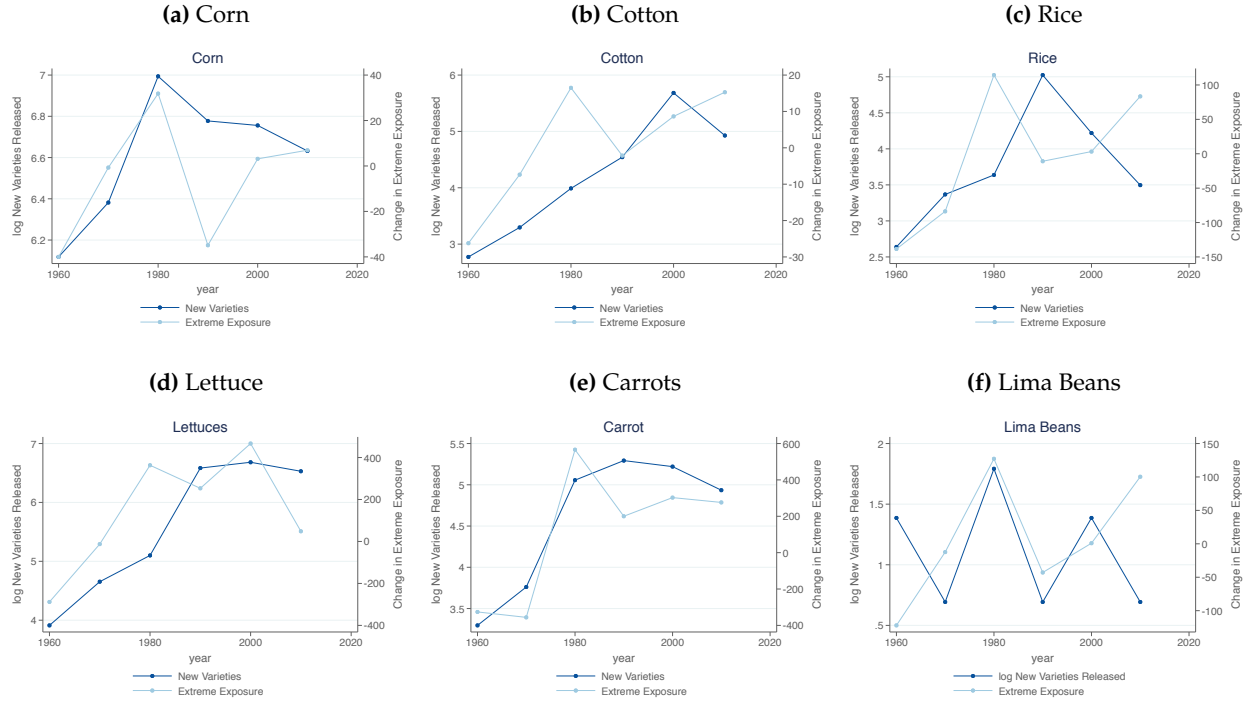 (a) Corn
Corn
log New Varieties Released
7
6.8
6.6
6.4
6.2
40
20
0
-20
-40
Change in Extreme Exposure
1960 1980 2000 2020
year
New Varieties
Extreme Exposure
(b) Cotton
Cotton
log New Varieties Released
6
5
4
3
20
10
0
-10
-20
-30
Change in Extreme Exposure
1960 1980 2000 2020
year
New Varieties
Extreme Exposure
(c) Rice
Rice
log New Varieties Released
5
4.5
4
3.5
3
2.5
100
50
0
-50
-100
-150
Change in Extreme Exposure
1960 1980 2000 2020
year
New Varieties
Extreme Exposure
(d) Lettuce
Lettuces
log New Varieties Released
7
6
5
4
400
200
0
-200
-400
Change in Extreme Exposure
1960 1980 2000 2020
year
New Varieties
Extreme Exposure
(e) Carrots
Carrot
log New Varieties Released
5.5
5
4.5
4
3.5
600
400
200
0
-200
-400
Change in Extreme Exposure
1960 1980 2000 2020
year
New Varieties
Extreme Exposure
(f) Lima Beans
Lima Beans
log New Varieties Released
2
1.5
1
.5
150
100
50
0
-50
-100
Change in Extreme Exposure
1960 1980 2000 2020
year
log New Varieties Released
Extreme Exposure